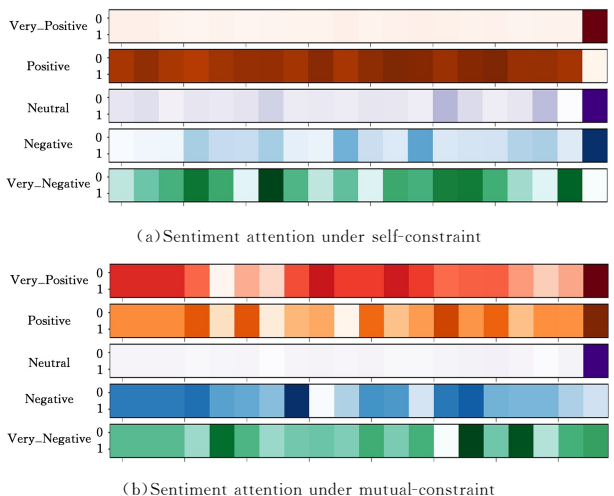 Very_Positive 0
1
Positive 0
1
Neutral 0
1
Negative 0
1
Very_Negative 0
1
(a)Sentiment attention under self-constraint
Very_Positive 0
1
Positive 0
1
Neutral 0
1
Negative 0
1
Very_Negative 0
1
(b)Sentiment attention under mutual-constraint